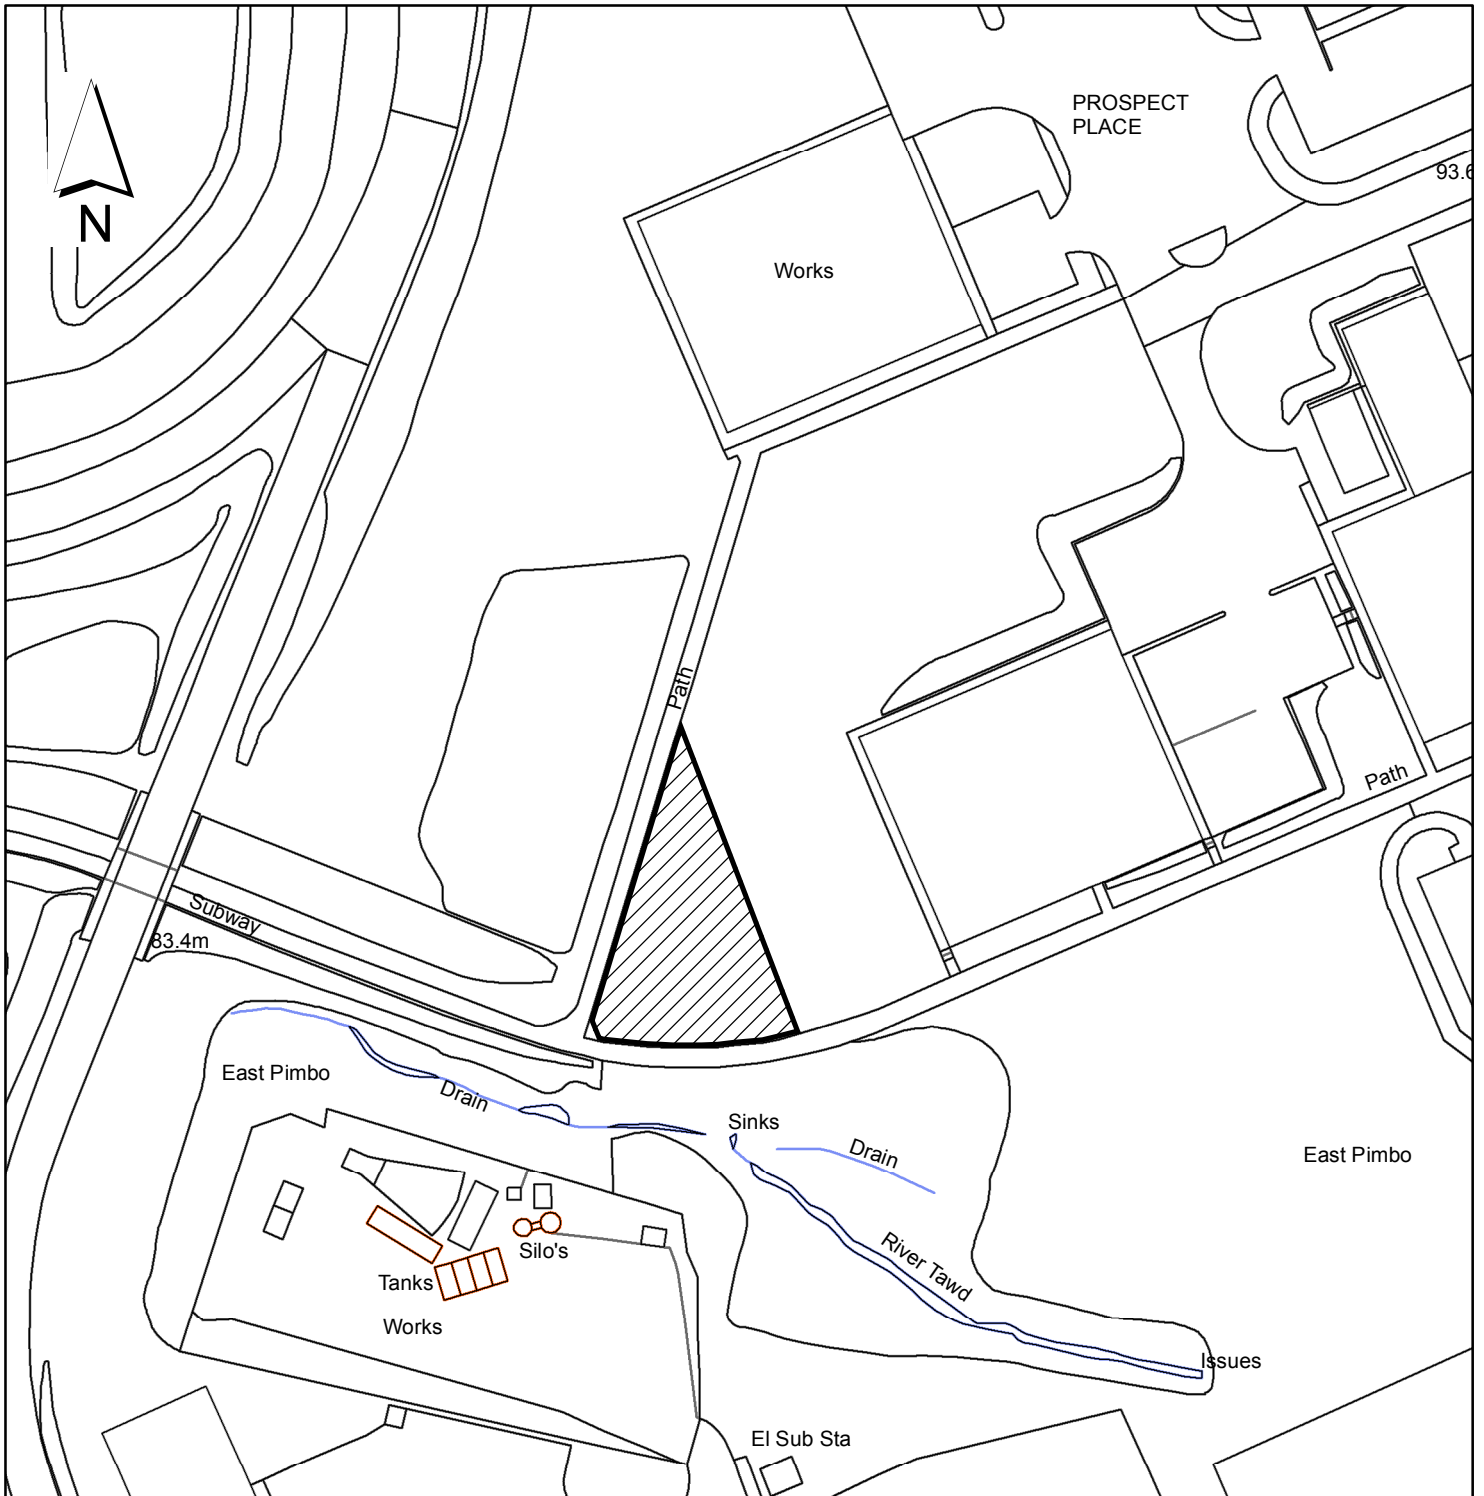 PROSPECT
PLACE
93.6
N
Works
Path
Path
Subway
83.4m
East Pimbo
Drain
Sinks
Drain
East Pimbo
River Tawd
Silo's
Tanks
Works
Issues
El Sub Sta